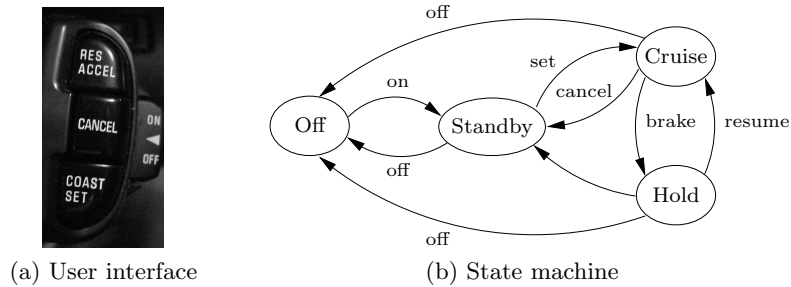 RES
ACCEL
CANCEL
COAST
SET
ON
OFF
(a) User interface
off
on
off
set
cancel
brake
resume
off
Off
Standby
Cruise
Hold
(b) State machine